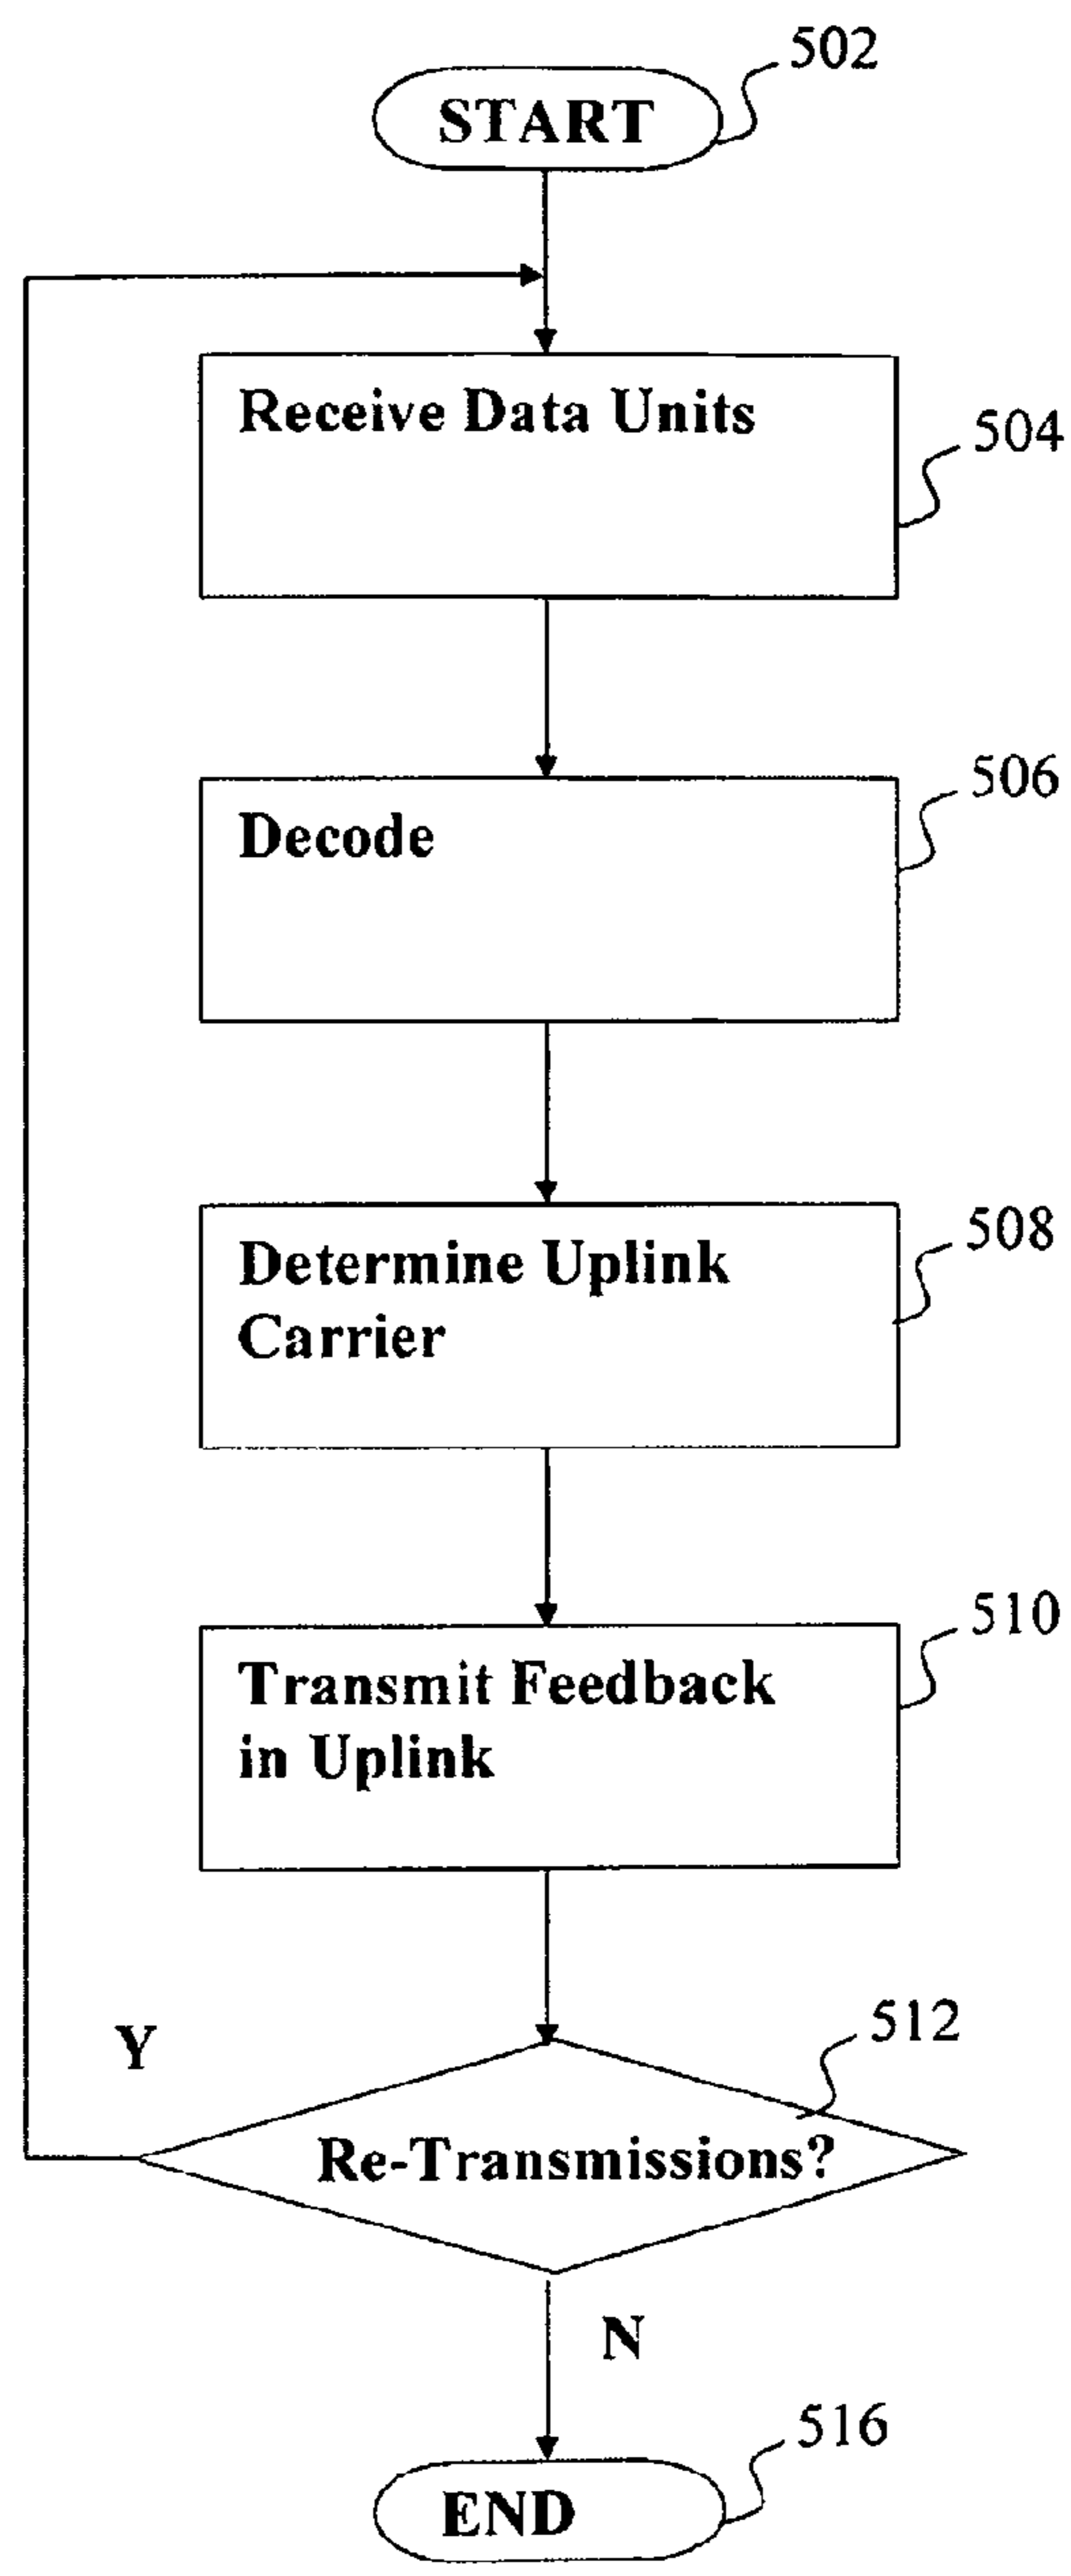 502
START
Receive Data Units
504
506
Decode
508
Determine Uplink
Carrier
510
Transmit Feedback
in Uplink
Y
512
Re-Transmissions?
N
516
END